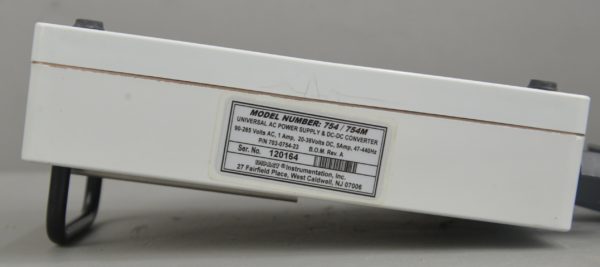 MODEL NUMBER: 754 / 754M
UNIVERSAL AC POWER SUPPLY & DC-DC CONVERTER
90-265 Volts AC, 1 Amp. 20-36Volts DC, 5Amp. 47-440Hz
P/N 703-0754-23 B.O.M. Rev. A
Ser. No. 120164
® Instrumentation, Inc.
27 Fairfield Place, West Caldwell, NJ 07006